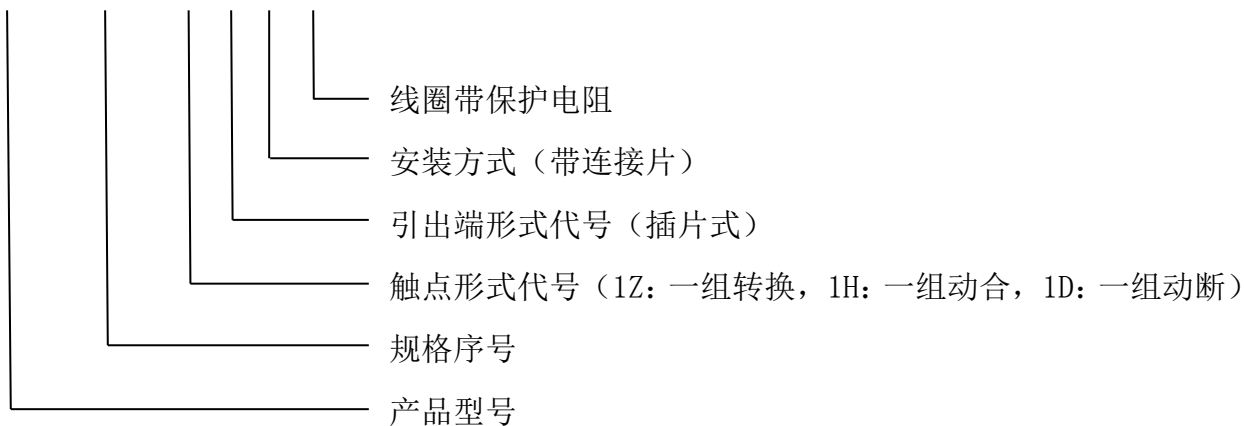 线圈带保护电阻
安装方式（带连接片）
引出端形式代号（插片式）
触点形式代号（1Z：一组转换，1H：一组动合，1D：一组动断）
规格序号
产品型号